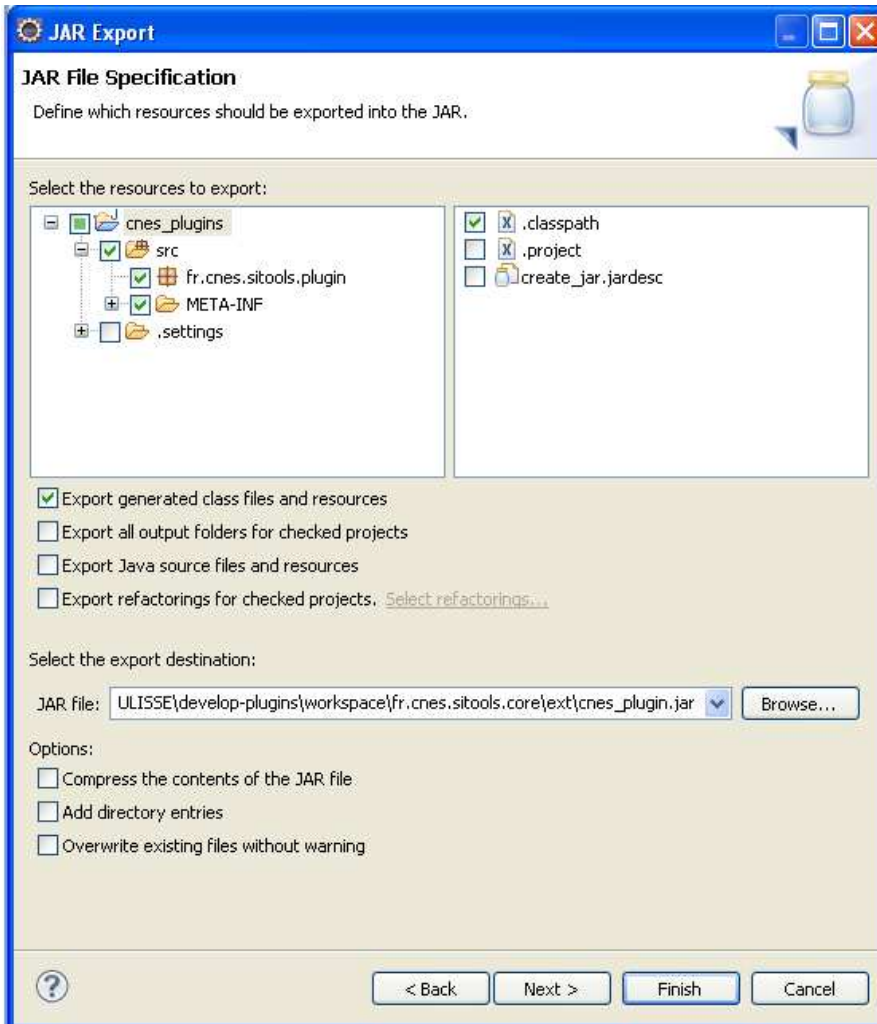 JAR Export
JAR File Specification
Define which resources should be exported into the JAR.
Select the resources to export:
cnes_plugins
src
fr.cnes.sitools.plugin
META-INF
.settings
.classpath
.project
create_jar.jardesc
Export generated class files and resources
Export all output folders for checked projects
Export Java source files and resources
Export refactorings for checked projects. Select refactorings...
Select the export destination:
JAR file: ULISSE\develop-plugins\workspace\fr.cnes.sitools.core\ext\cnes_plugin.jar Browse...
Options:
Compress the contents of the JAR file
Add directory entries
Overwrite existing files without warning
? < Back Next > Finish Cancel